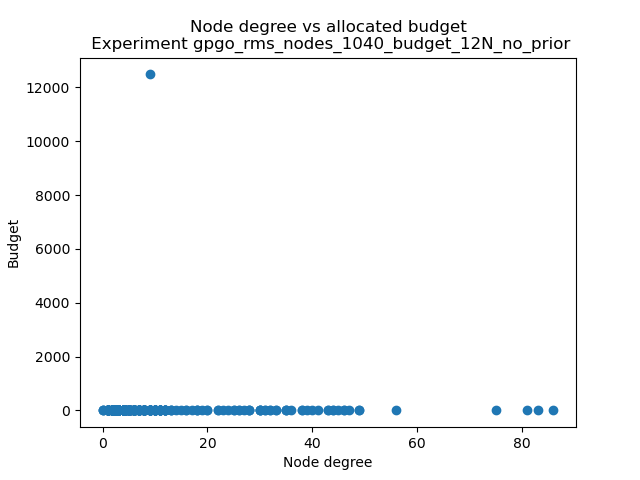 Node degree vs allocated budget
Experiment gpgo_rms_nodes_1040_budget_12N_no_prior
12000
10000
8000
6000
4000
2000
0
Budget
0 20 40 60 80
Node degree